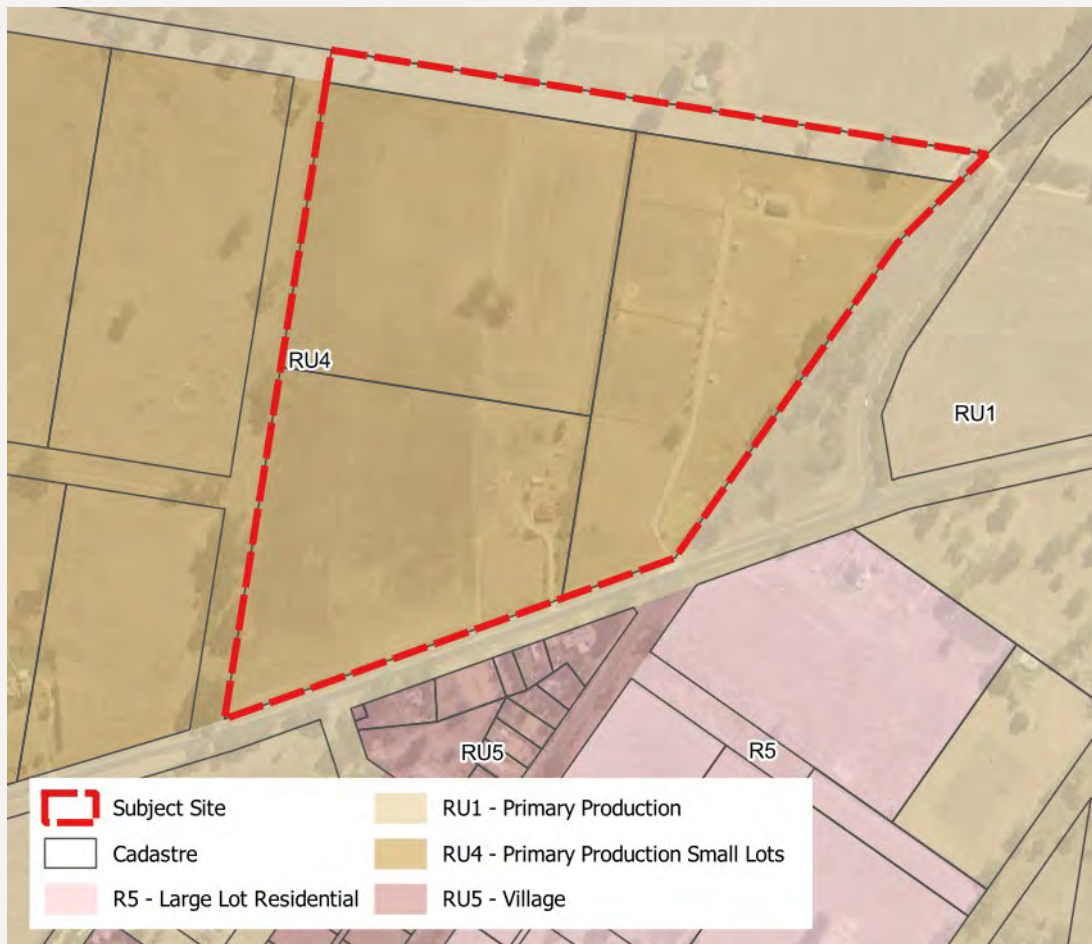 RU4
RU1
RU5
R5
Subject Site
Cadastre
R5 - Large Lot Residential
RU1 - Primary Production
RU4 - Primary Production Small Lots
RU5 - Village